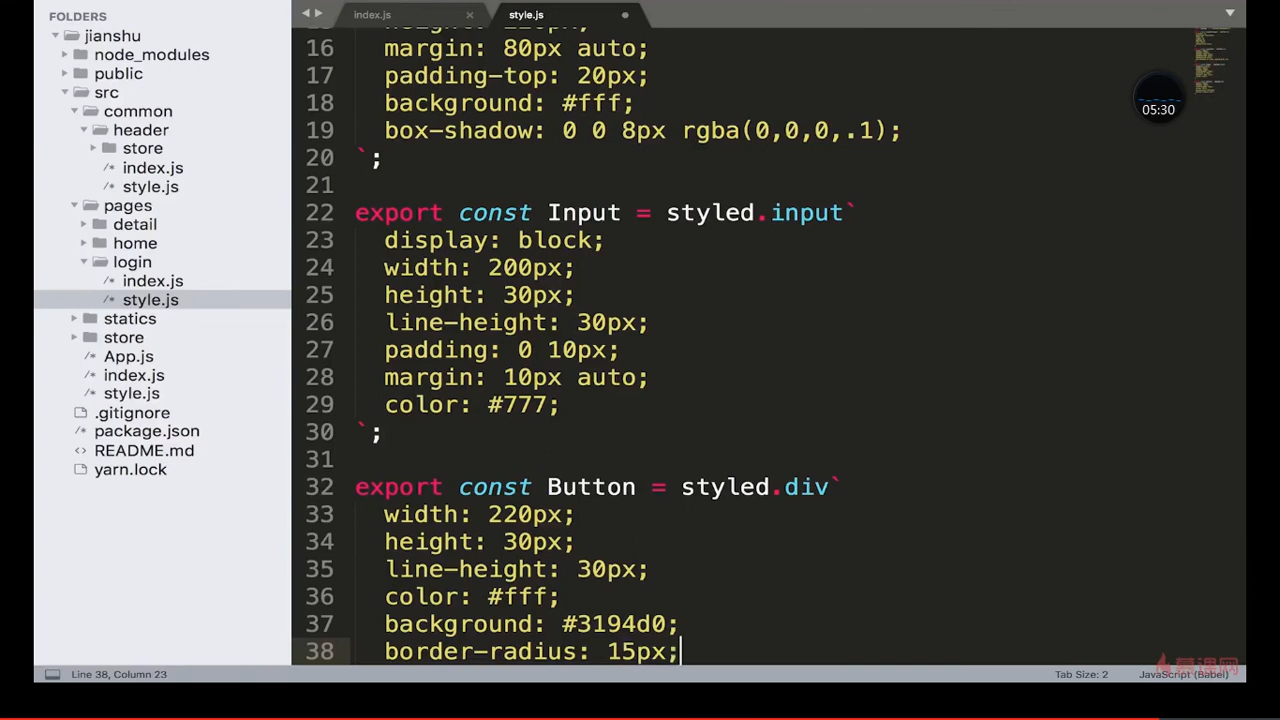 FOLDERS
jianshu
node_modules
public
src
common
header
store
index.js
style.js
pages
detail
home
login
index.js
style.js
statics
store
App.js
index.js
style.js
.gitignore
package.json
README.md
yarn.lock
index.js
style.js
16 margin: 80px auto;
17 padding-top: 20px;
18 background: #fff;
19 box-shadow: 0 0 8px rgba(0,0,0,.1);
20 `;
21
22 export const Input = styled.input`
23 display: block;
24 width: 200px;
25 height: 30px;
26 line-height: 30px;
27 padding: 0 10px;
28 margin: 10px auto;
29 color: #777;
30 `;
31
32 export const Button = styled.div`
33 width: 220px;
34 height: 30px;
35 line-height: 30px;
36 color: #fff;
37 background: #3194d0;
38 border-radius: 15px;
05:30
慕课网
Line 38, Column 23
Tab Size: 2
JavaScript (Babel)